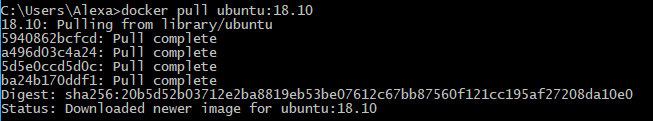 C:\Users\Alexa>docker pull ubuntu:18.10
18.10: Pulling from library/ubuntu
5940862bcfcd: Pull complete
a496d03c4a24: Pull complete
5d5e0ccd5d0c: Pull complete
ba24b170ddf1: Pull complete
Digest: sha256:20b5d52b03712e2ba8819eb53be07612c67bb87560f121cc195af27208da10e0
Status: Downloaded newer image for ubuntu:18.10